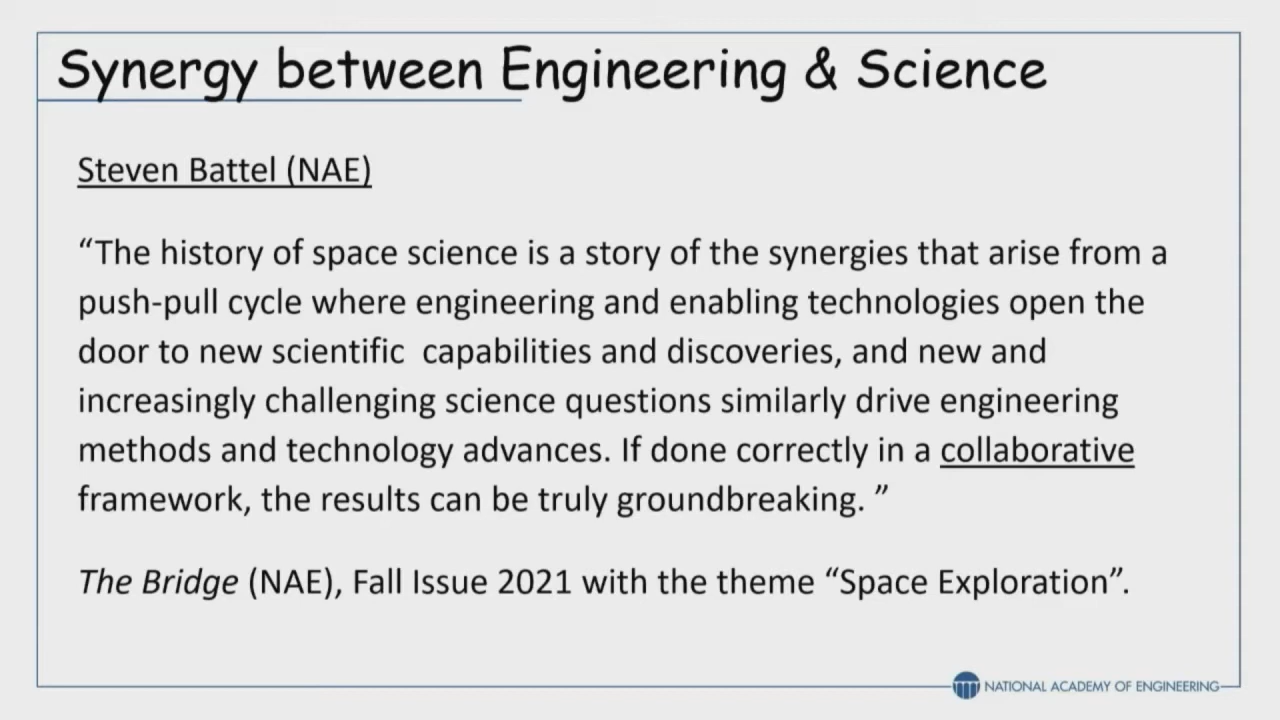 Synergy between Engineering & Science
Steven Battel (NAE)
“The history of space science is a story of the synergies that arise from a
push-pull cycle where engineering and enabling technologies open the
door to new scientific  capabilities and discoveries, and new and
increasingly challenging science questions similarly drive engineering
methods and technology advances. If done correctly in a collaborative
framework, the results can be truly groundbreaking. ”
The Bridge (NAE), Fall Issue 2021 with the theme “Space Exploration”.
NATIONAL ACADEMY OF ENGINEERING